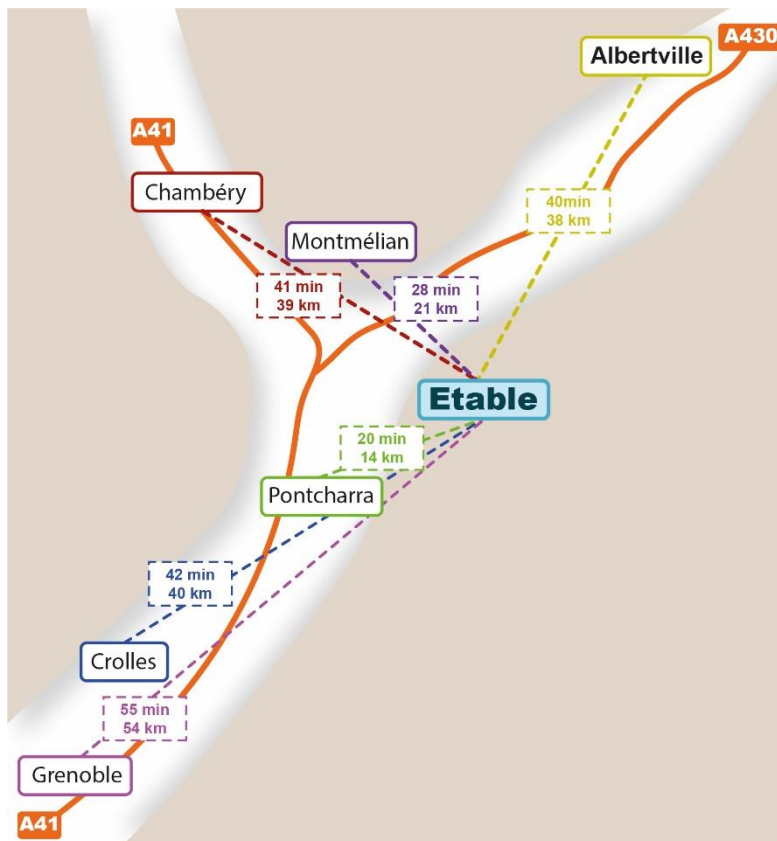 A430
Albertville
A41
Chambéry
40min
38 km
Montmélian
41 min
39 km
28 min
21 km
Etable
20 min
14 km
Pontcharra
42 min
40 km
Crolles
55 min
54 km
Grenoble
A41